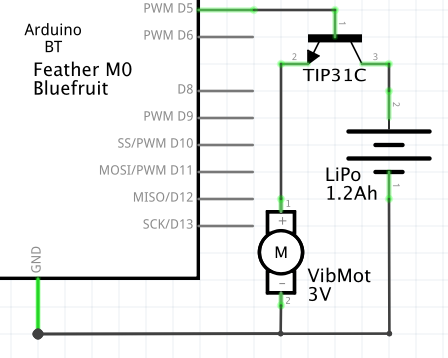 PWM D5
1
Arduino
BT
PWM D6
Feather M0
Bluefruit
2
3
TIP31C
D8
2
PWM D9
SS/PWM D10
MOSI/PWM D11
LiPo
1.2Ah
1
MISO/D12
1
+
SCK/D13
M
GND
VibMot
3V
-
2